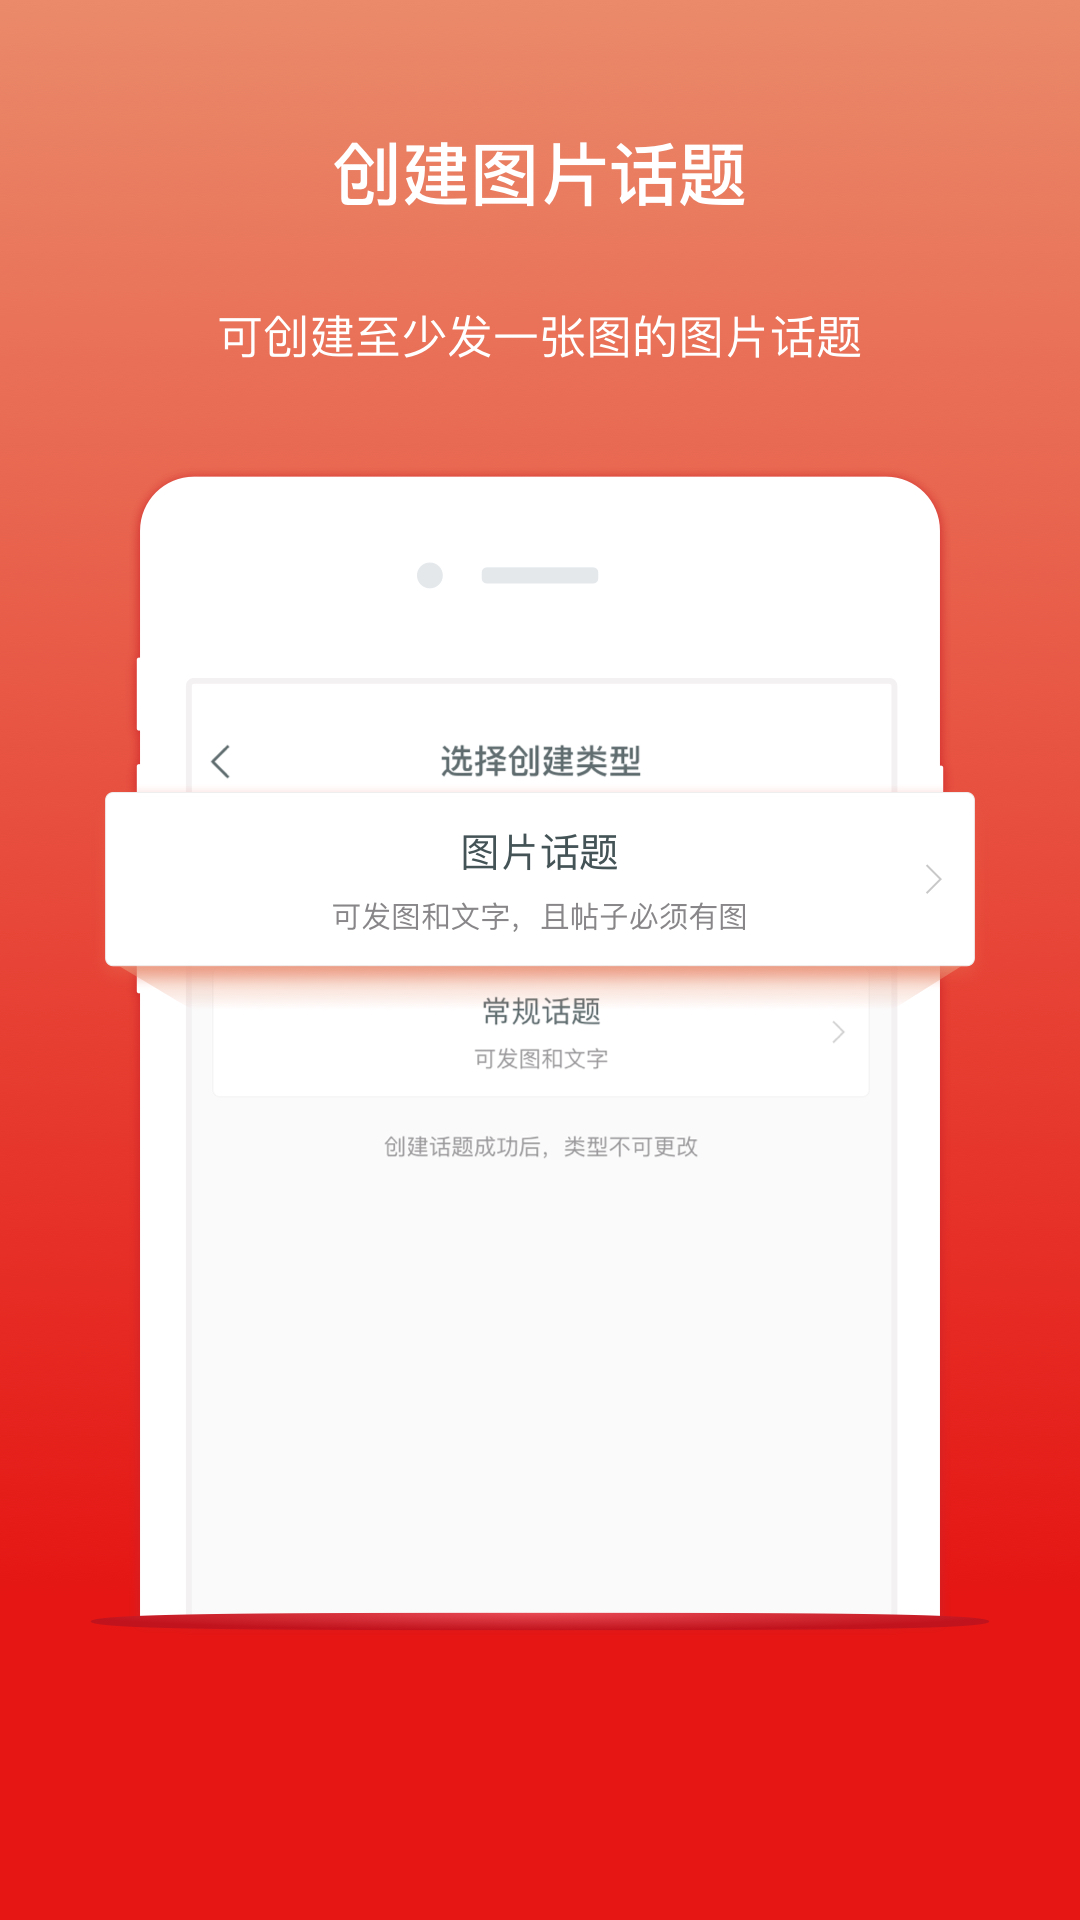 创建图片话题
可创建至少发一张图的图片话题
选择创建类型
图片话题
可发图和文字，且帖子必须有图
常规话题
可发图和文字
创建话题成功后，类型不可更改